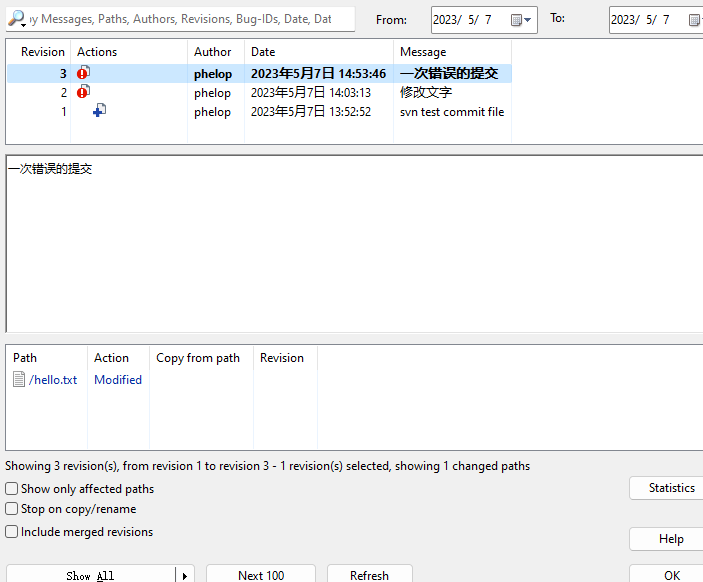 by Messages, Paths, Authors, Revisions, Bug-IDs, Date, Dat From: 2023/ 5/ 7 To: 2023/ 5/ 7
Revision Actions Author Date Message
3 phelop 2023年5月7日 14:53:46 一次错误的提交
2 phelop 2023年5月7日 14:03:13 修改文字
1 phelop 2023年5月7日 13:52:52 svn test commit file
一次错误的提交
Path Action Copy from path Revision
/hello.txt Modified
Showing 3 revision(s), from revision 1 to revision 3 - 1 revision(s) selected, showing 1 changed paths
Show only affected paths
Statistics
Stop on copy/rename
Include merged revisions
Help
Show All Next 100 Refresh OK